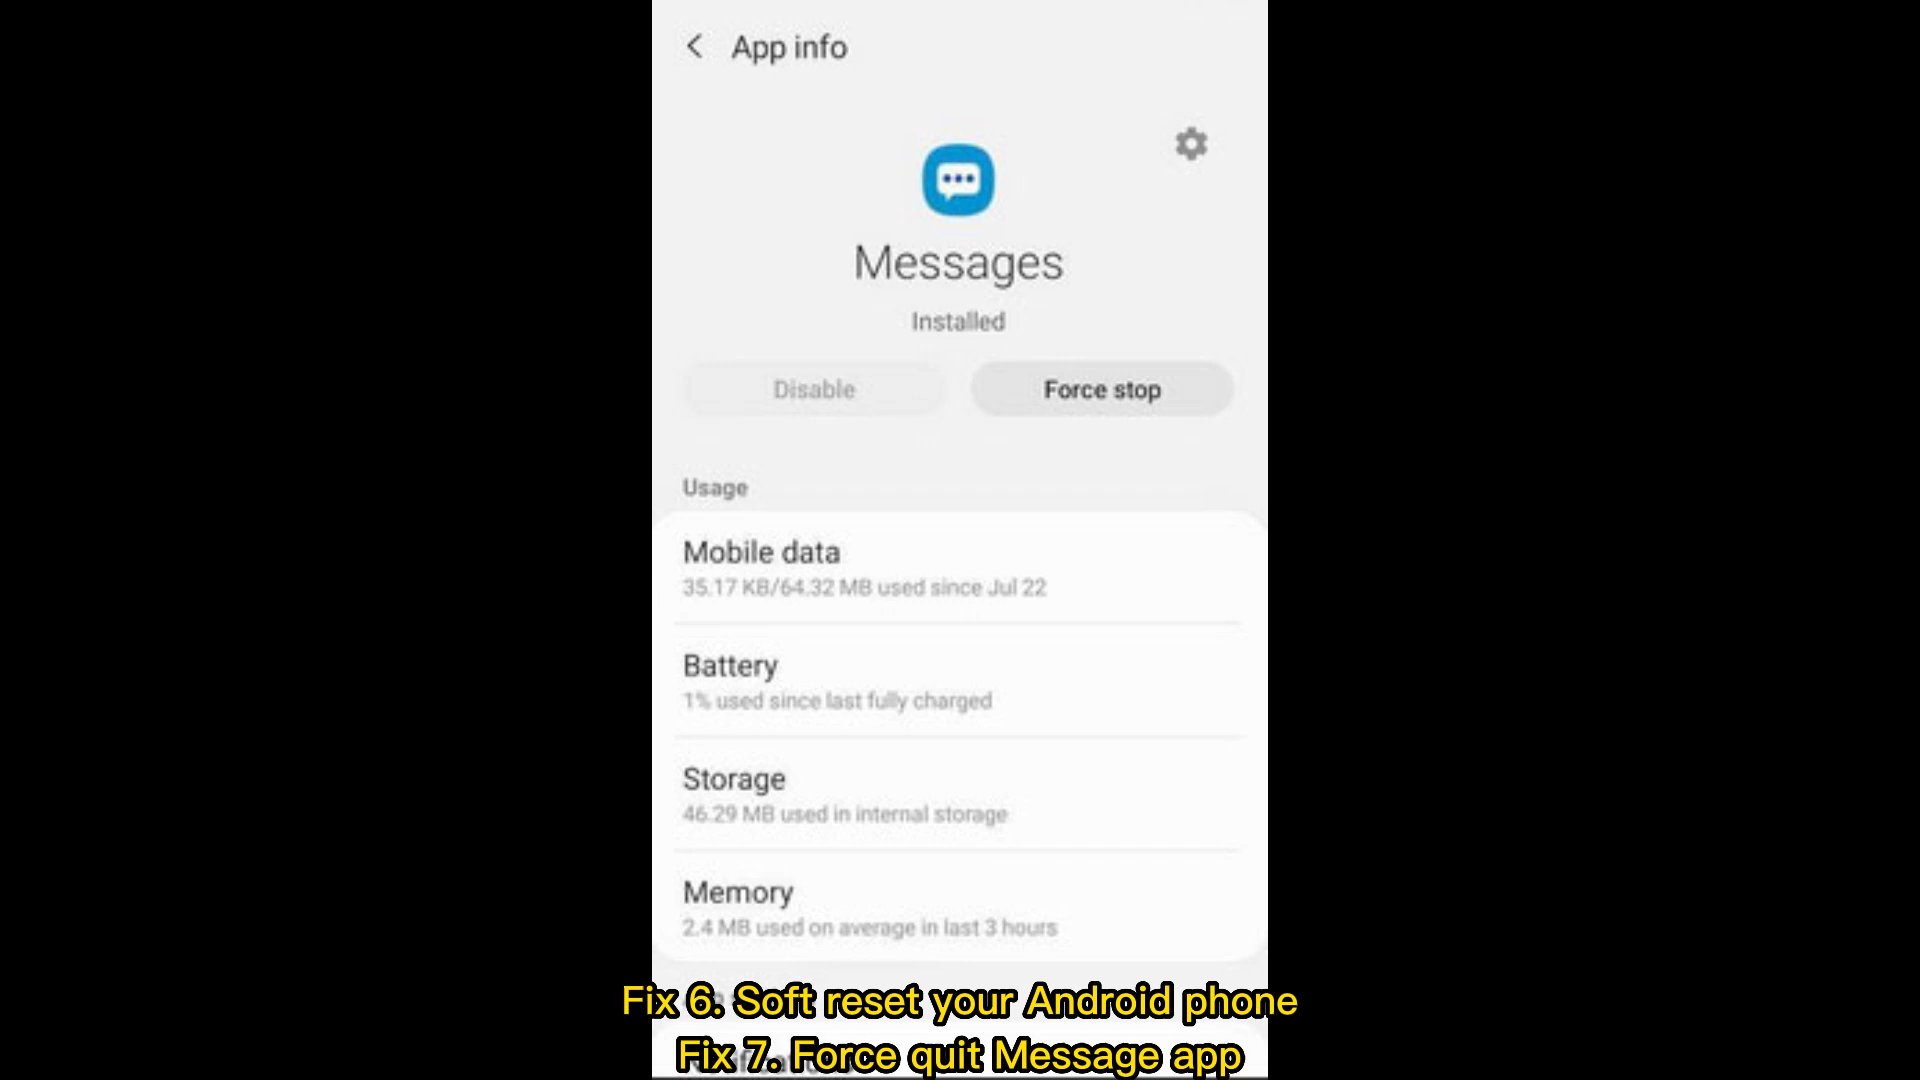 App info
Messages
Installed
Disable
Force stop
Usage
Mobile data
35.17 KB/64.32 MB used since Jul 22
Battery
1% used since last fully charged
Storage
46.29 MB used in internal storage
Memory
2.4 MB used on average in last 3 hours
Fix 6. Soft reset your Android phone
Fix 7. Force quit Message app